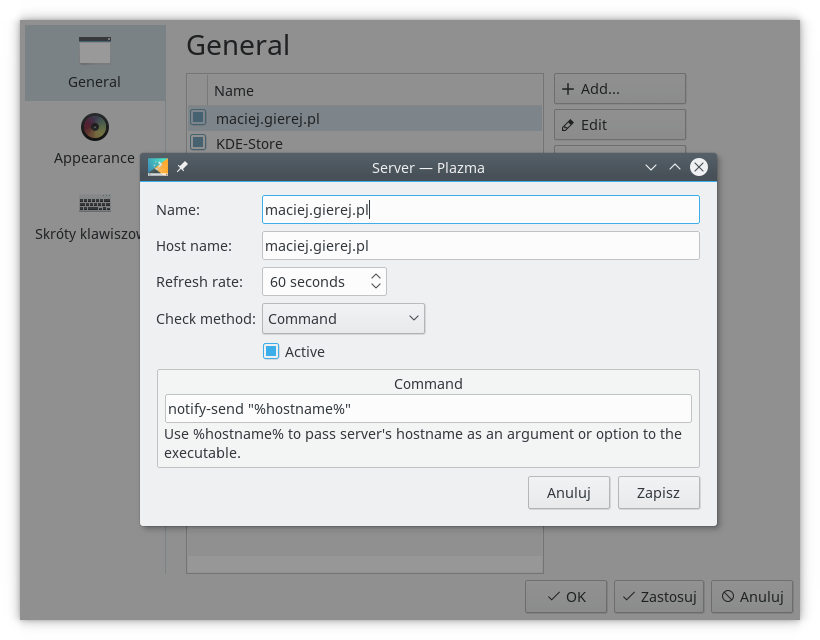 General
General
Name
Add...
maciej.gierej.pl
Edit
KDE-Store
Appearance
Skróty klawiszow
Server — Plazma
Name:
maciej.gierej.pl
Host name:
maciej.gierej.pl
Refresh rate:
60 seconds
Check method:
Command
Active
Command
notify-send "%hostname%"
Use %hostname% to pass server's hostname as an argument or option to the
executable.
Anuluj
Zapisz
OK
Zastosuj
Anuluj